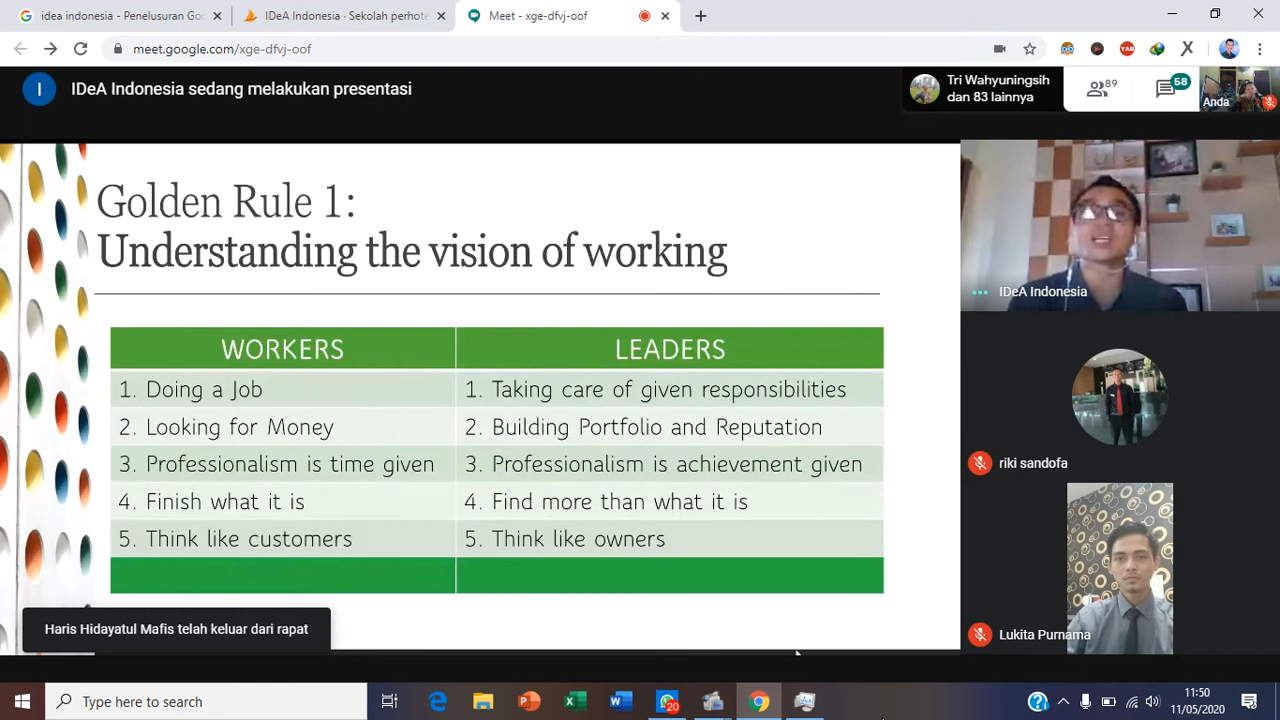 idea indonesia - Penelusuran Goo
IDeA Indonesia · Sekolah perhote
Meet - xge-dfvj-oof
meet.google.com/xge-dfvj-oof
YAB
X
I
IDeA Indonesia sedang melakukan presentasi
Tri Wahyuningsih
dan 83 lainnya
89
58
Anda
Golden Rule 1:
Understanding the vision of working
WORKERS
LEADERS
1. Doing a Job
1. Taking care of given responsibilities
2. Looking for Money
2. Building Portfolio and Reputation
3. Professionalism is time given
3. Professionalism is achievement given
4. Finish what it is
4. Find more than what it is
5. Think like customers
5. Think like owners
IDeA Indonesia
riki sandofa
Lukita Purnama
Haris Hidayatul Mafis telah keluar dari rapat
Type here to search
20
11:50
11/05/2020